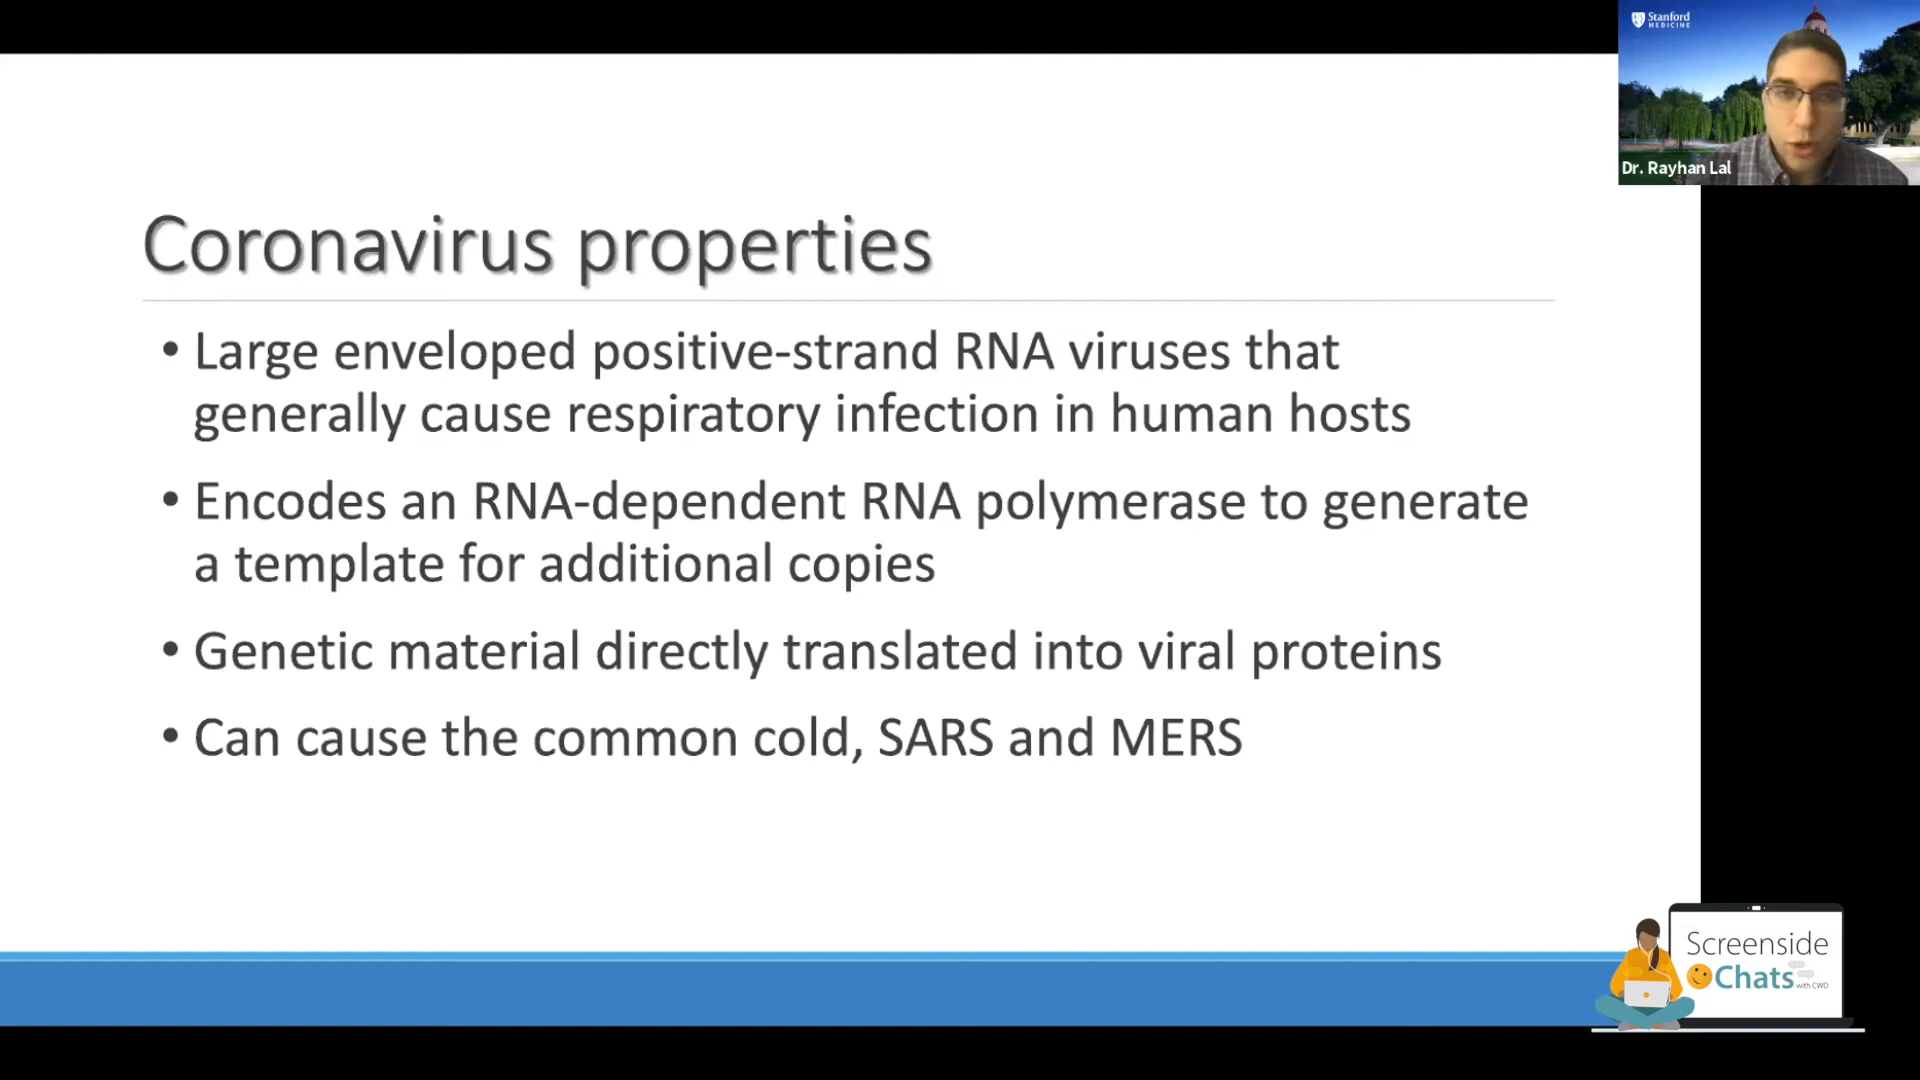 Stanford
MEDICINE
Dr. Rayhan Lal
Coronavirus properties
• Large enveloped positive-strand RNA viruses that
generally cause respiratory infection in human hosts
• Encodes an RNA-dependent RNA polymerase to generate
a template for additional copies
• Genetic material directly translated into viral proteins
• Can cause the common cold, SARS and MERS
Screenside
Chats
with CWD